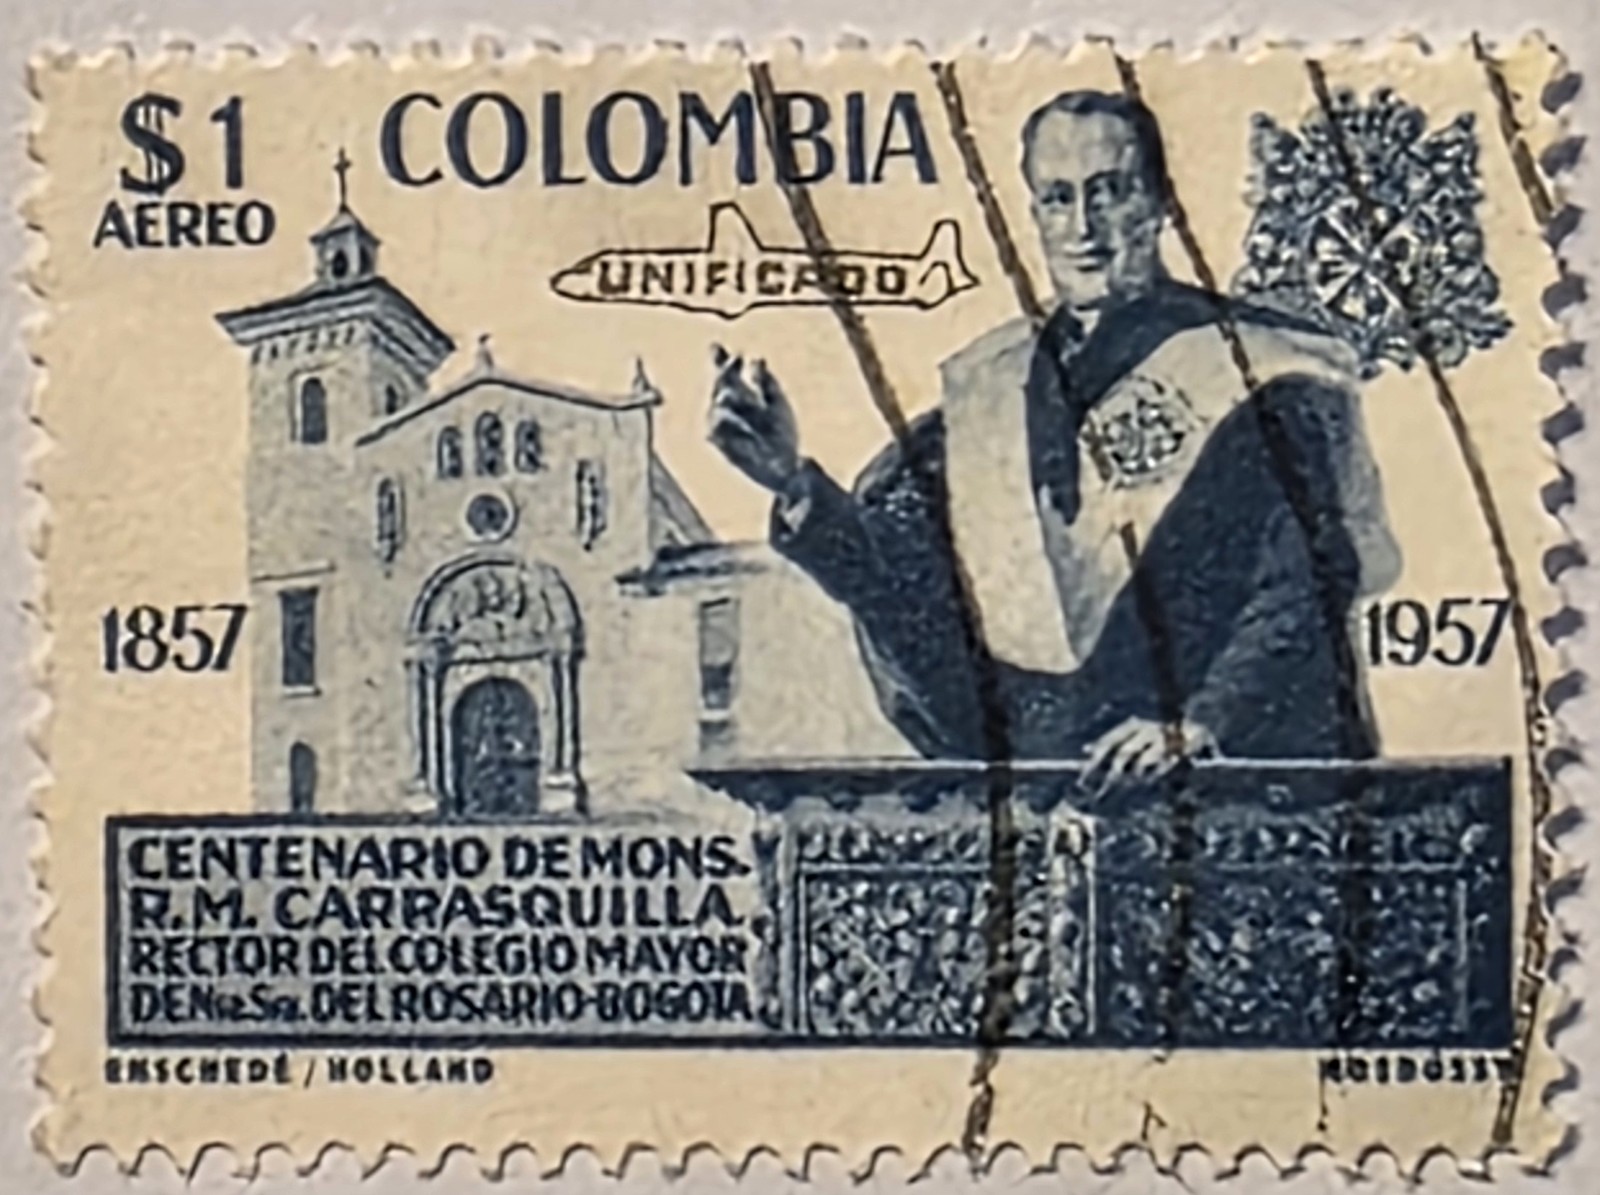 $1 COLOMBIA
AEREO
UNIFICADO
1857
1957
CENTENARIO DE MONS.
R.M. CARRASQUILLA.
RECTOR DEL COLEGIO MAYOR
DE Nra. Sra. DEL ROSARIO-BOGOTA.
ENSCHEDÉ / HOLLAND